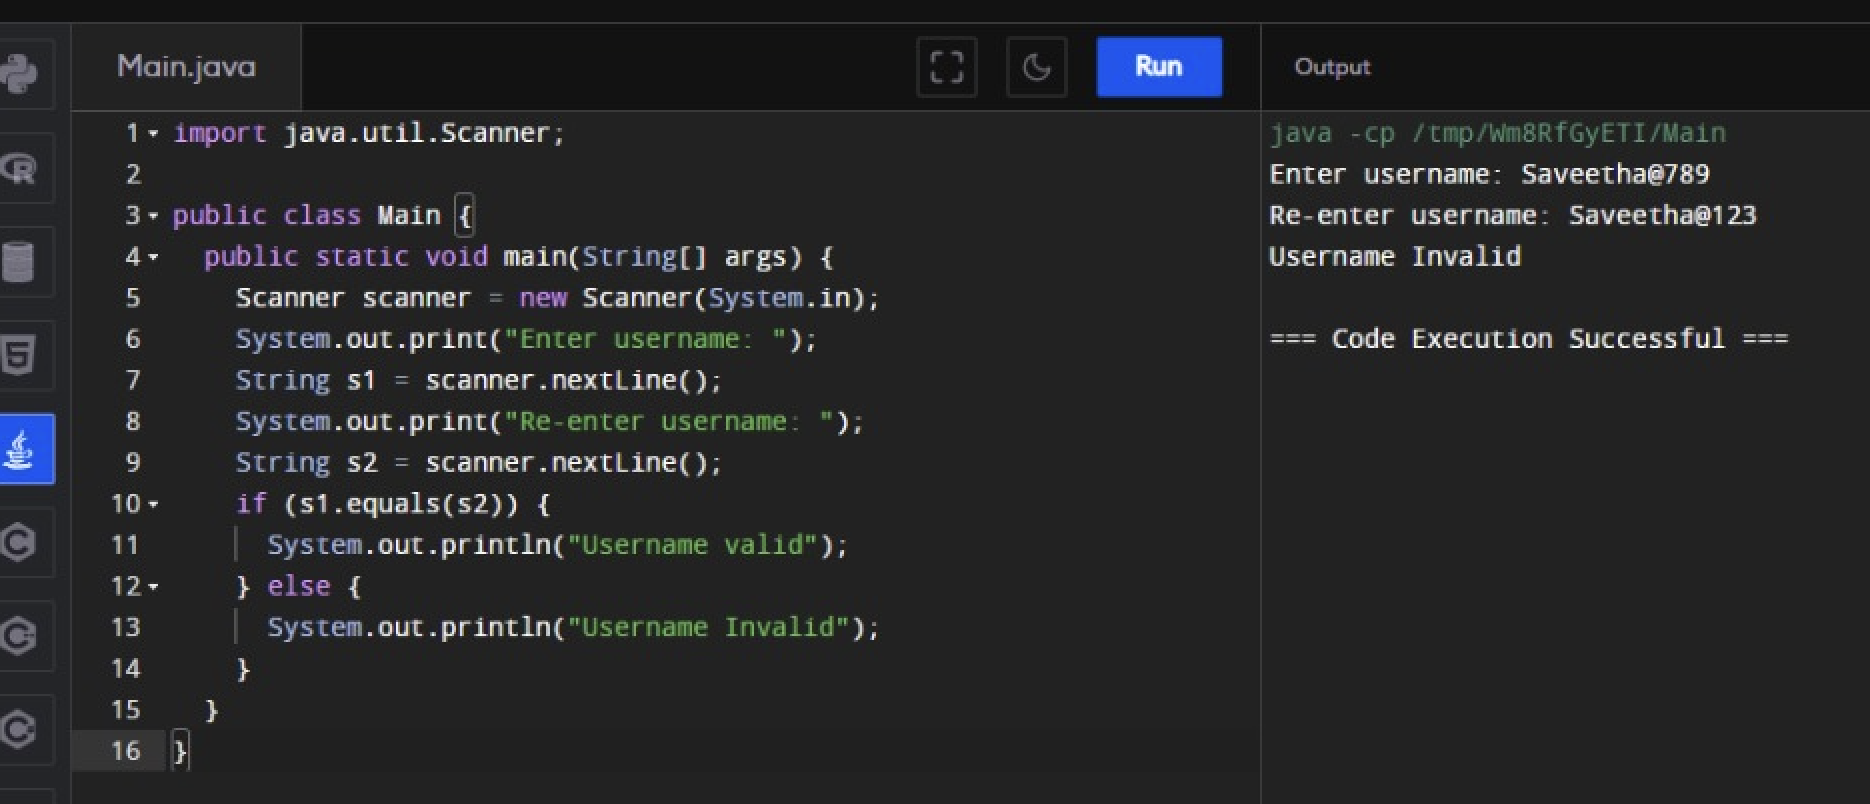 Main.java
Run
Output
1 import java.util.Scanner;
2
3 public class Main {
4 public static void main(String[] args) {
5 Scanner scanner = new Scanner(System.in);
6 System.out.print("Enter username: ");
7 String s1 = scanner.nextLine();
8 System.out.print("Re-enter username: ");
9 String s2 = scanner.nextLine();
10 if (s1.equals(s2)) {
11 System.out.println("Username valid");
12 } else {
13 System.out.println("Username Invalid");
14 }
15 }
16 }
java -cp /tmp/Wm8RfGyETI/Main
Enter username: Saveetha@789
Re-enter username: Saveetha@123
Username Invalid
=== Code Execution Successful ===